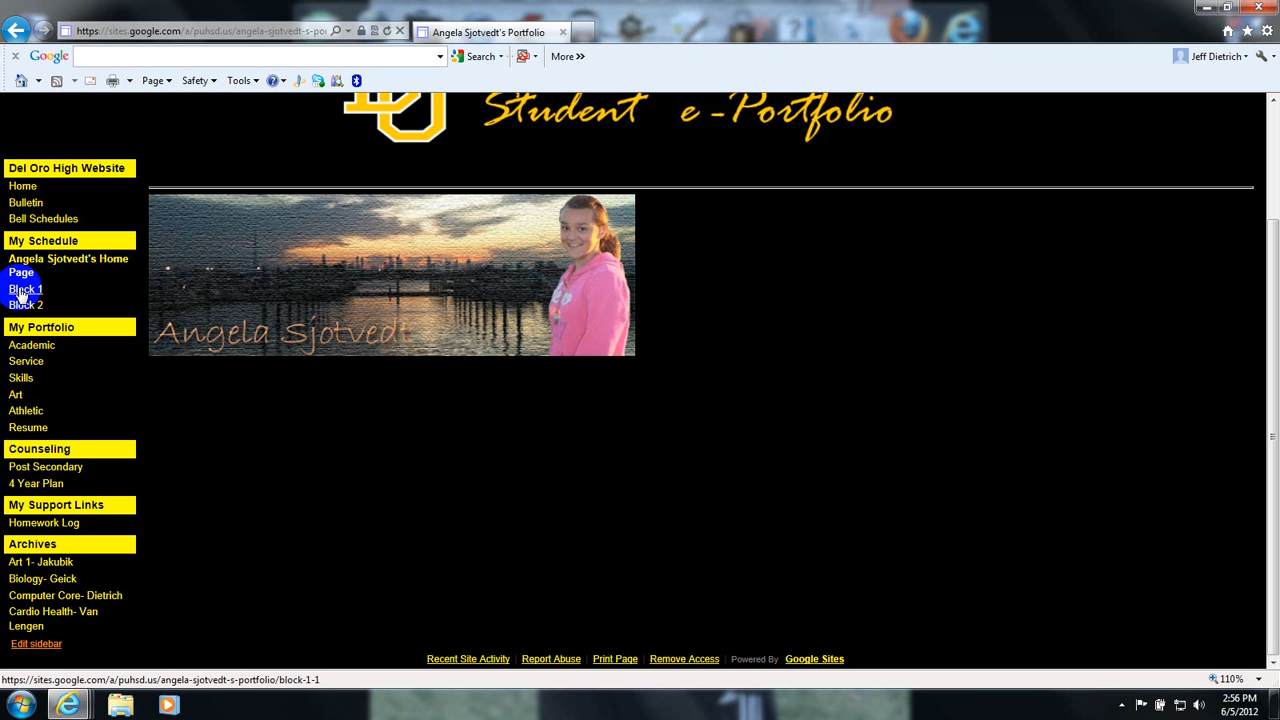 https://sites.google.com/a/puhsd.us/angela-sjotvedt-s-por
Angela Sjotvedt's Portfolio
Google
Search
More »
Jeff Dietrich
Page
Safety
Tools
DO
Student e-Portfolio
Del Oro High Website
Home
Bulletin
Bell Schedules
My Schedule
Angela Sjotvedt's Home
Page
Block 1
Block 2
My Portfolio
Academic
Service
Skills
Art
Athletic
Resume
Counseling
Post Secondary
4 Year Plan
My Support Links
Homework Log
Archives
Art 1- Jakubik
Biology- Geick
Computer Core- Dietrich
Cardio Health- Van
Lengen
Edit sidebar
Angela Sjotvedt
Recent Site Activity | Report Abuse | Print Page | Remove Access | Powered By Google Sites
https://sites.google.com/a/puhsd.us/angela-sjotvedt-s-portfolio/block-1-1
110%
2:56 PM
6/5/2012